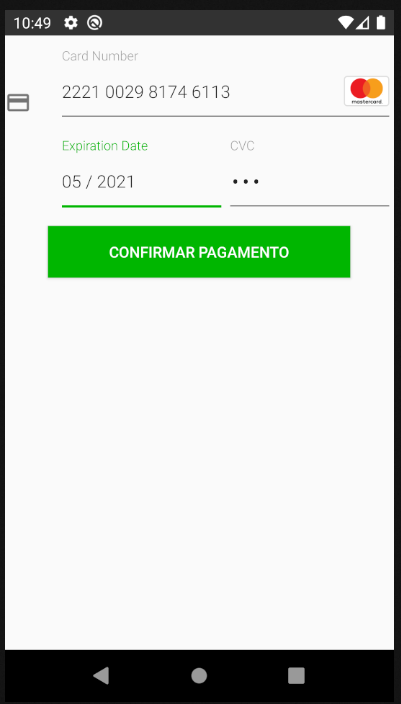 10:49
Card Number
2221 0029 8174 6113
mastercard
Expiration Date CVC
05 / 2021 •••
CONFIRMAR PAGAMENTO